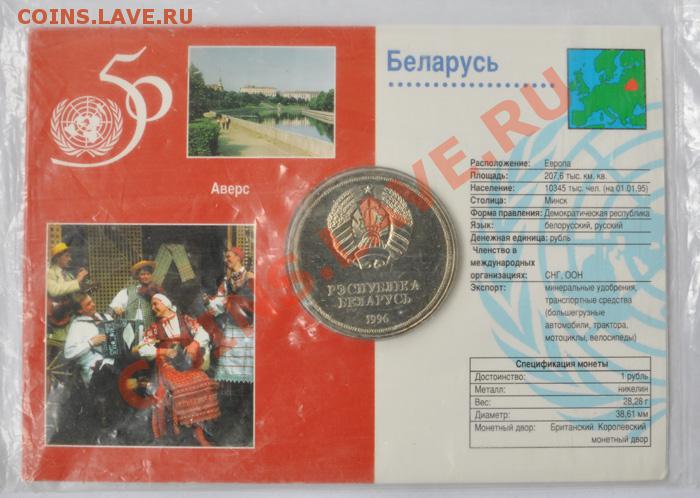 COINS.LAVE.RU
50
Беларусь
Аверс
COINS.LAVE.RU
РЭСПУБЛІКА
БЕЛАРУСЬ
1996
Расположение: Европа
Площадь: 207,6 тыс. км. кв.
Население: 10345 тыс. чел. (на 01.01.95)
Столица: Минск
Форма правления: Демократическая республика
Язык: белорусский, русский
Денежная единица: рубль
Членство в
международных
организациях: СНГ, ООН
Экспорт: минеральные удобрения,
транспортные средства
(большегрузные
автомобили, трактора,
мотоциклы, велосипеды)
Спецификация монеты
Достоинство: 1 рубль
Металл: никелин
Вес: 28,28 г
Диаметр: 38,61 мм
Монетный двор: Британский Королевский
монетный двор